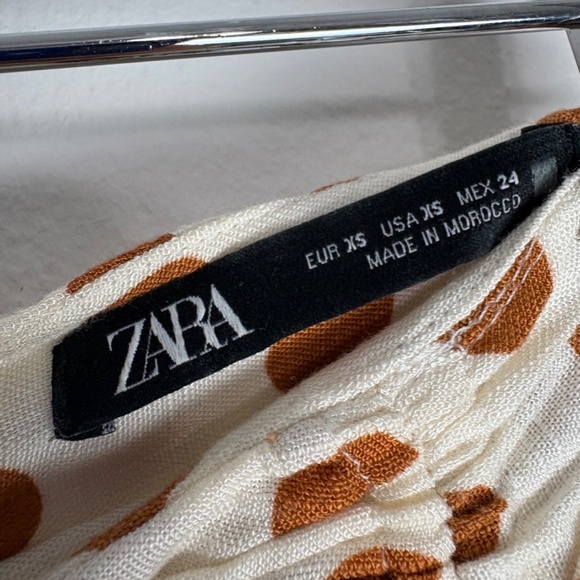 ZARA
EUR XS USA XS MEX 24
MADE IN MOROCCO